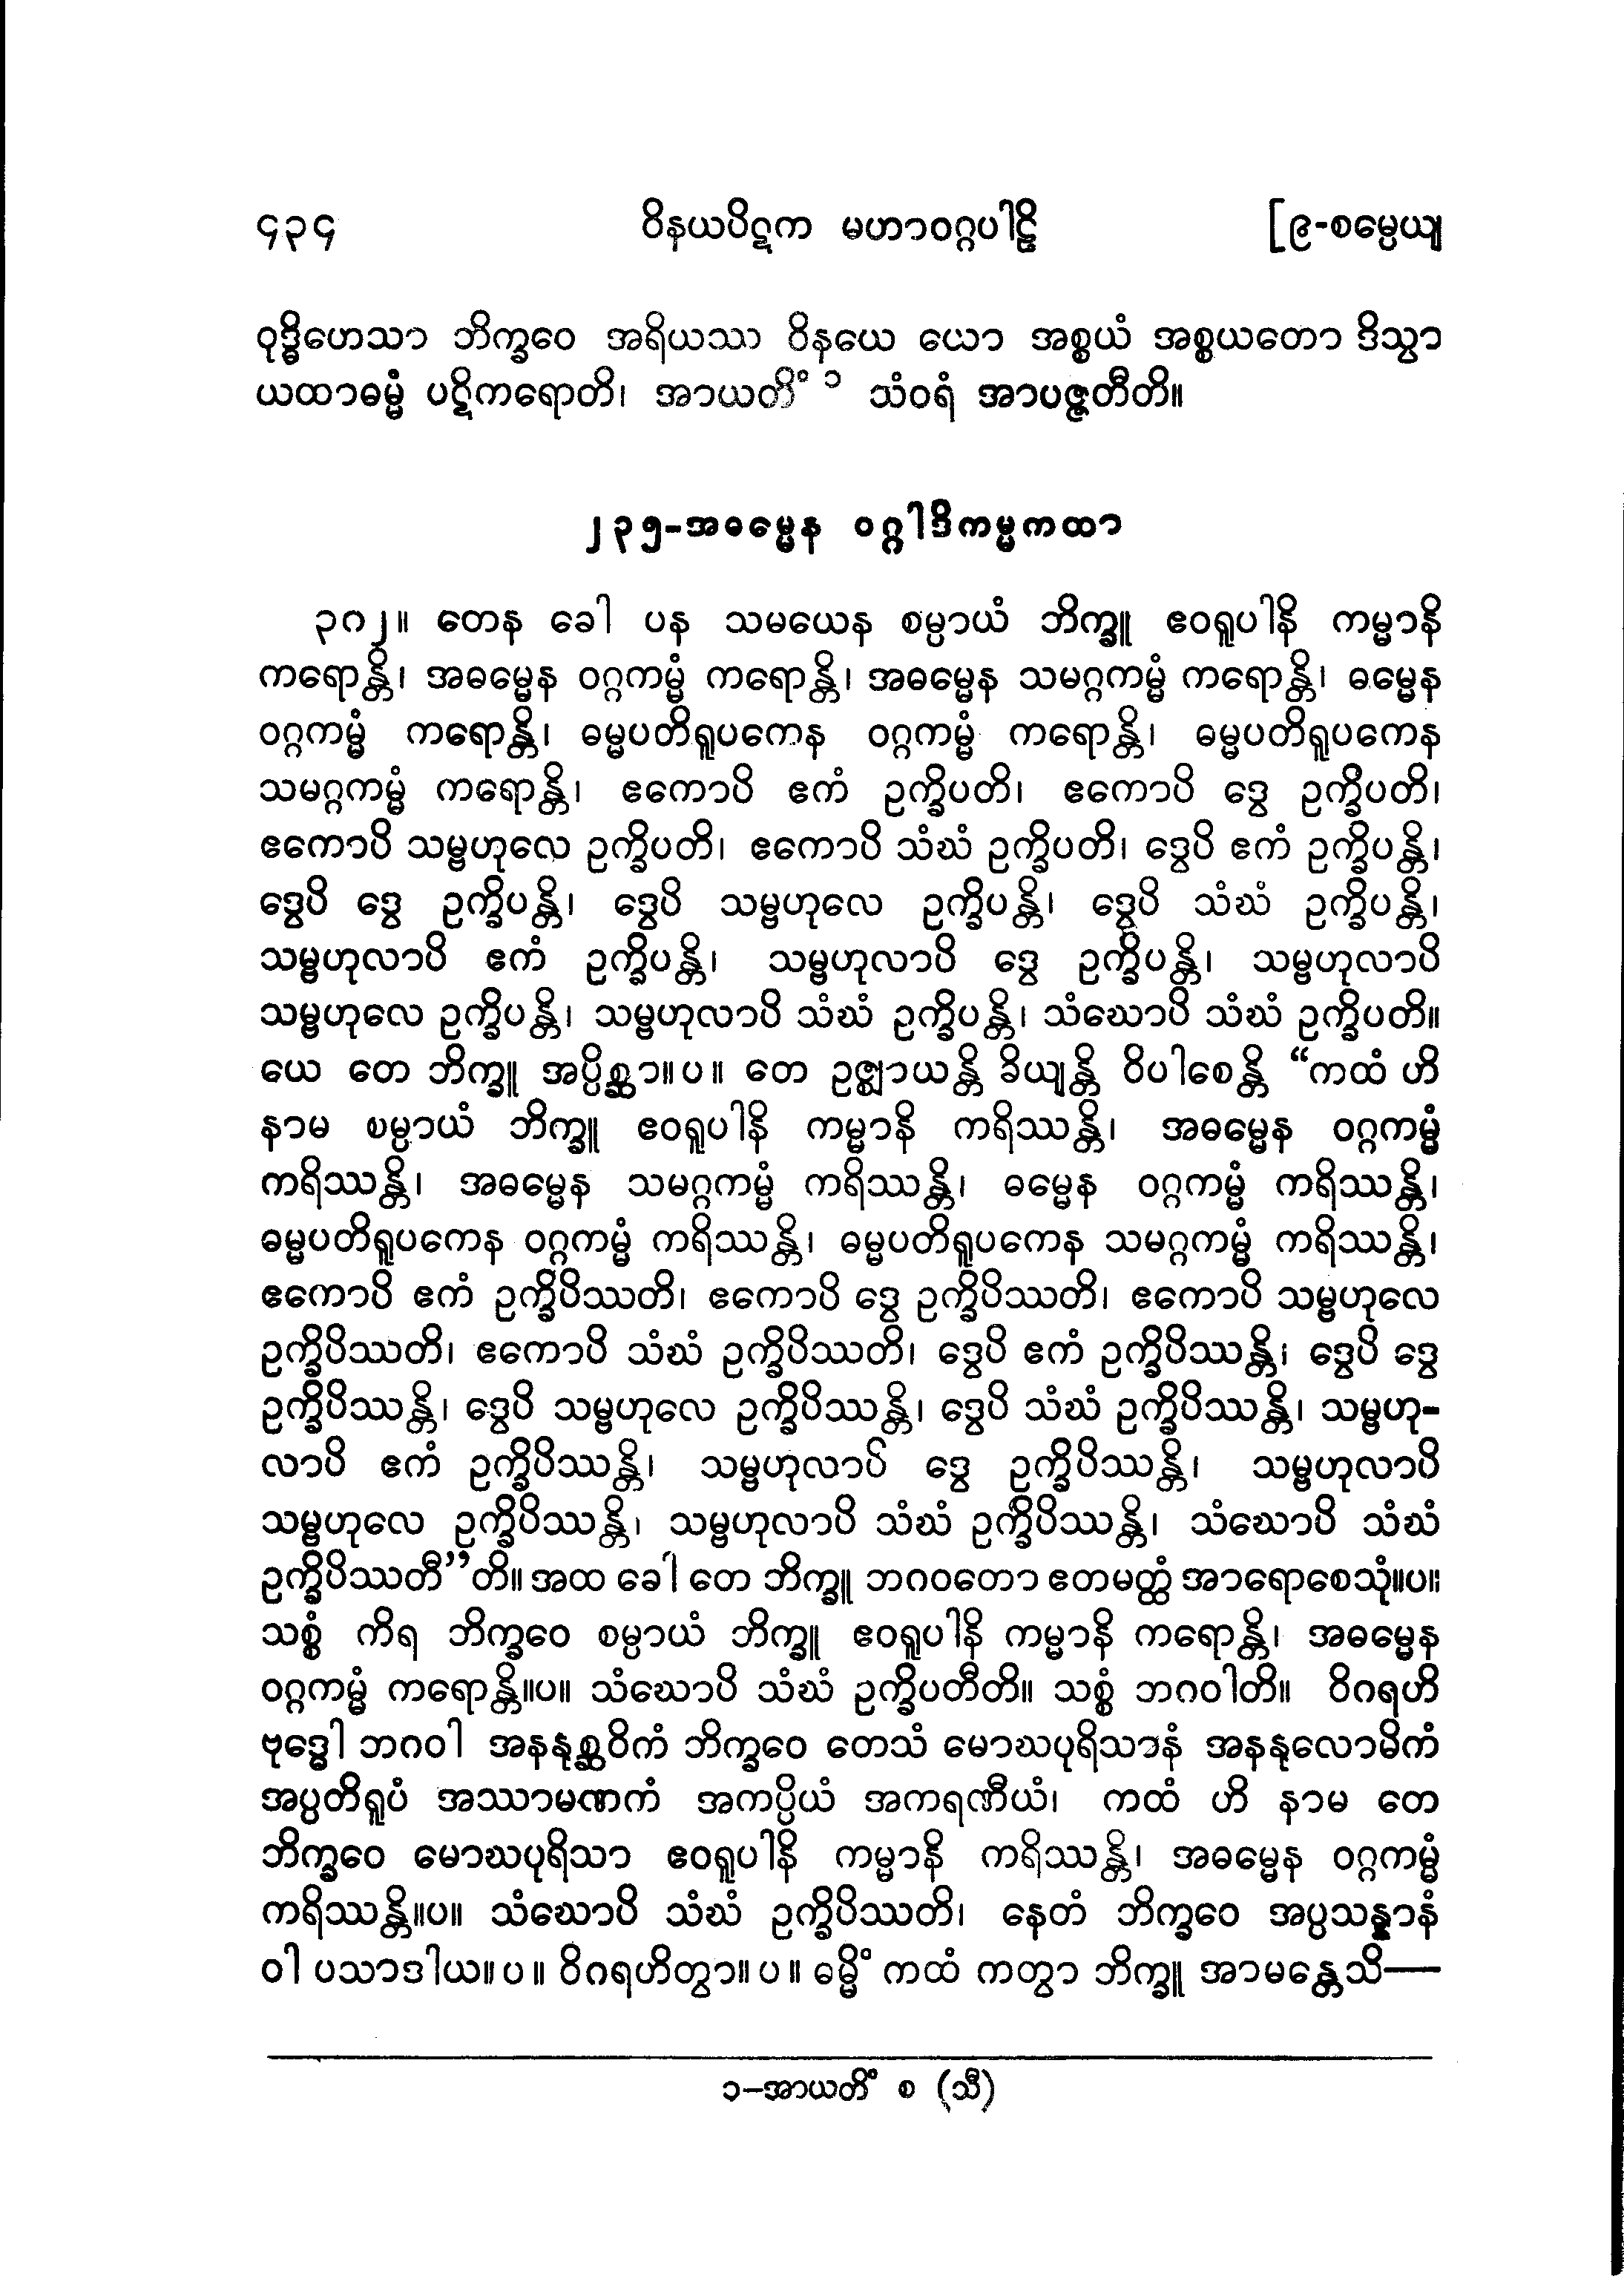 ၄၃၄ ဝိနယပိဋက မဟာဝဂ္ဂပါဠိ [၉-စမ္ပေယျ
ဝုဒ္ဓိဟေသာ ဘိက္ခဝေ အရိယဿ ဝိနယေ ယော အစ္စယံ အစ္စယတော ဒိသွာ
ယထာဓမ္မံ ပဋိကရောတိ၊ အာယတိံ ၁ သံဝရံ အာပဇ္ဇတီတိ။
၂၃၅-အဓမ္မေန ဝဂ္ဂါဒိကမ္မကထာ
၃၈၂။ တေန ခေါ ပန သမယေန စမ္ပာယံ ဘိက္ခူ ဧဝရူပါနိ ကမ္မာနိ
ကရောန္တိ၊ အဓမ္မေန ဝဂ္ဂကမ္မံ ကရောန္တိ၊ အဓမ္မေန သမဂ္ဂကမ္မံ ကရောန္တိ၊ ဓမ္မေန
ဝဂ္ဂကမ္မံ ကရောန္တိ၊ ဓမ္မပတိရူပကေန ဝဂ္ဂကမ္မံ ကရောန္တိ၊ ဓမ္မပတိရူပကေန
သမဂ္ဂကမ္မံ ကရောန္တိ၊ ဧကောပိ ဧကံ ဥက္ခိပတိ၊ ဧကောပိ ဒွေ ဥက္ခိပတိ၊
ဧကောပိ သမ္ဗဟုလေ ဥက္ခိပတိ၊ ဧကောပိ သံဃံ ဥက္ခိပတိ၊ ဒွေပိ ဧကံ ဥက္ခိပန္တိ၊
ဒွေပိ ဒွေ ဥက္ခိပန္တိ၊ ဒွေပိ သမ္ဗဟုလေ ဥက္ခိပန္တိ၊ ဒွေပိ သံဃံ ဥက္ခိပန္တိ၊
သမ္ဗဟုလာပိ ဧကံ ဥက္ခိပန္တိ၊ သမ္ဗဟုလာပိ ဒွေ ဥက္ခိပန္တိ၊ သမ္ဗဟုလာပိ
သမ္ဗဟုလေ ဥက္ခိပန္တိ၊ သမ္ဗဟုလာပိ သံဃံ ဥက္ခိပန္တိ၊ သံဃောပိ သံဃံ ဥက္ခိပတိ။
ယေ တေ ဘိက္ခူ အပ္ပိစ္ဆာ။ပ။ တေ ဥဇ္ဈာယန္တိ ခိယျန္တိ ဝိပါစေန္တိ “ကထံ ဟိ
နာမ စမ္ပာယံ ဘိက္ခူ ဧဝရူပါနိ ကမ္မာနိ ကရိဿန္တိ၊ အဓမ္မေန ဝဂ္ဂကမ္မံ
ကရိဿန္တိ၊ အဓမ္မေန သမဂ္ဂကမ္မံ ကရိဿန္တိ၊ ဓမ္မေန ဝဂ္ဂကမ္မံ ကရိဿန္တိ၊
ဓမ္မပတိရူပကေန ဝဂ္ဂကမ္မံ ကရိဿန္တိ၊ ဓမ္မပတိရူပကေန သမဂ္ဂကမ္မံ ကရိဿန္တိ၊
ဧကောပိ ဧကံ ဥက္ခိပိဿတိ၊ ဧကောပိ ဒွေ ဥက္ခိပိဿတိ၊ ဧကောပိ သမ္ဗဟုလေ
ဥက္ခိပိဿတိ၊ ဧကောပိ သံဃံ ဥက္ခိပိဿတိ၊ ဒွေပိ ဧကံ ဥက္ခိပိဿန္တိ၊ ဒွေပိ ဒွေ
ဥက္ခိပိဿန္တိ၊ ဒွေပိ သမ္ဗဟုလေ ဥက္ခိပိဿန္တိ၊ ဒွေပိ သံဃံ ဥက္ခိပိဿန္တိ၊ သမ္ဗဟု-
လာပိ ဧကံ ဥက္ခိပိဿန္တိ၊ သမ္ဗဟုလာပိ ဒွေ ဥက္ခိပိဿန္တိ၊ သမ္ဗဟုလာပိ
သမ္ဗဟုလေ ဥက္ခိပိဿန္တိ၊ သမ္ဗဟုလာပိ သံဃံ ဥက္ခိပိဿန္တိ၊ သံဃောပိ သံဃံ
ဥက္ခိပိဿတီ”တိ။ အထ ခေါ တေ ဘိက္ခူ ဘဂဝတော ဧတမတ္ထံ အာရောစေသုံ။ပ။
သစ္စံ ကိရ ဘိက္ခဝေ စမ္ပာယံ ဘိက္ခူ ဧဝရူပါနိ ကမ္မာနိ ကရောန္တိ၊ အဓမ္မေန
ဝဂ္ဂကမ္မံ ကရောန္တိ။ပ။ သံဃောပိ သံဃံ ဥက္ခိပတီတိ။ သစ္စံ ဘဂဝါတိ။ ဝိဂရဟိ
ဗုဒ္ဓေါ ဘဂဝါ အနနုစ္ဆဝိကံ ဘိက္ခဝေ တေသံ မောဃပုရိသာနံ အနနုလောမိကံ
အပ္ပတိရူပံ အဿာမဏကံ အကပ္ပိယံ အကရဏီယံ၊ ကထံ ဟိ နာမ တေ
ဘိက္ခဝေ မောဃပုရိသာ ဧဝရူပါနိ ကမ္မာနိ ကရိဿန္တိ၊ အဓမ္မေန ဝဂ္ဂကမ္မံ
ကရိဿန္တိ။ပ။ သံဃောပိ သံဃံ ဥက္ခိပိဿတိ၊ နေတံ ဘိက္ခဝေ အပ္ပသန္နာနံ
ဝါ ပသာဒါယ။ ပ ။ ဝိဂရဟိတွာ။ ပ ။ ဓမ္မိံ ကထံ ကတွာ ဘိက္ခူ အာမန္တေသိ—
၁–အာယတိံ စ (သီ)